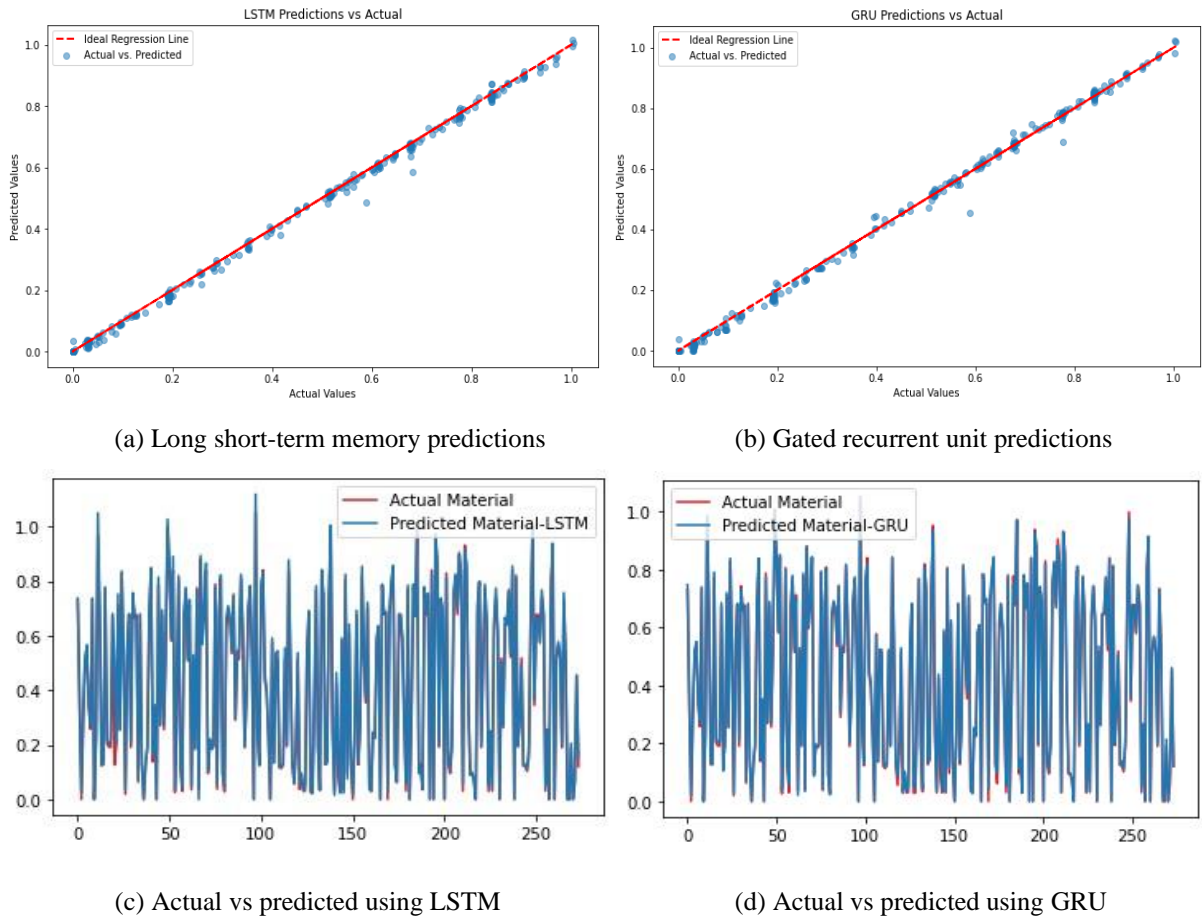 LSTM Predictions vs Actual
Ideal Regression Line
Actual vs. Predicted
1.0
0.8
0.6
0.4
0.2
0.0
Predicted Values
0.0 0.2 0.4 0.6 0.8 1.0
Actual Values
(a) Long short-term memory predictions
GRU Predictions vs Actual
Ideal Regression Line
Actual vs. Predicted
1.0
0.8
0.6
0.4
0.2
0.0
Predicted Values
0.0 0.2 0.4 0.6 0.8 1.0
Actual Values
(b) Gated recurrent unit predictions
Actual Material
Predicted Material-LSTM
1.0
0.8
0.6
0.4
0.2
0.0
0 50 100 150 200 250
(c) Actual vs predicted using LSTM
Actual Material
Predicted Material-GRU
1.0
0.8
0.6
0.4
0.2
0.0
0 50 100 150 200 250
(d) Actual vs predicted using GRU